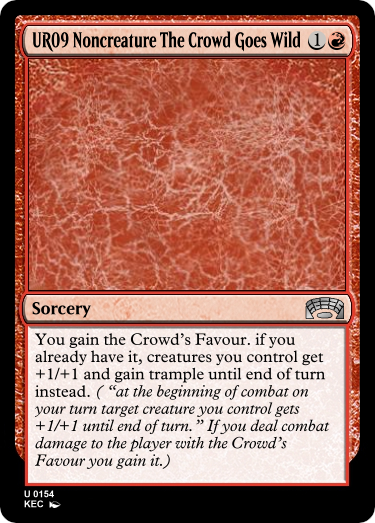 UR09 Noncreature The Crowd Goes Wild 1
Sorcery
You gain the Crowd's Favour. if you
already have it, creatures you control get
+1/+1 and gain trample until end of turn
instead. ( “at the beginning of combat on
your turn target creature you control gets
+1/+1 until end of turn.” If you deal combat
damage to the player with the Crowd's
Favour you gain it.)
U 0154
KEC